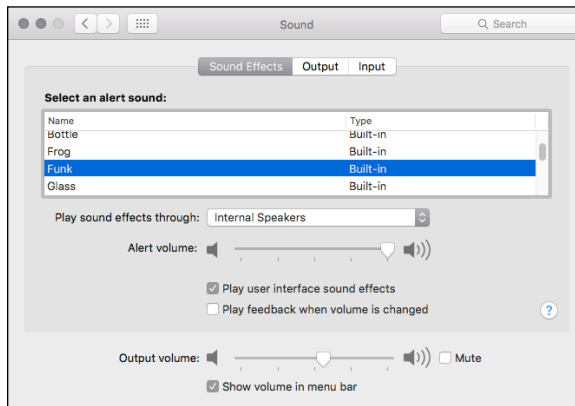 Sound
Search
Sound Effects Output Input
Select an alert sound:
Name Type
Bottle Built-in
Frog Built-in
Funk Built-in
Glass Built-in
Play sound effects through: Internal Speakers
Alert volume:
Play user interface sound effects
Play feedback when volume is changed
?
Output volume: Mute
Show volume in menu bar